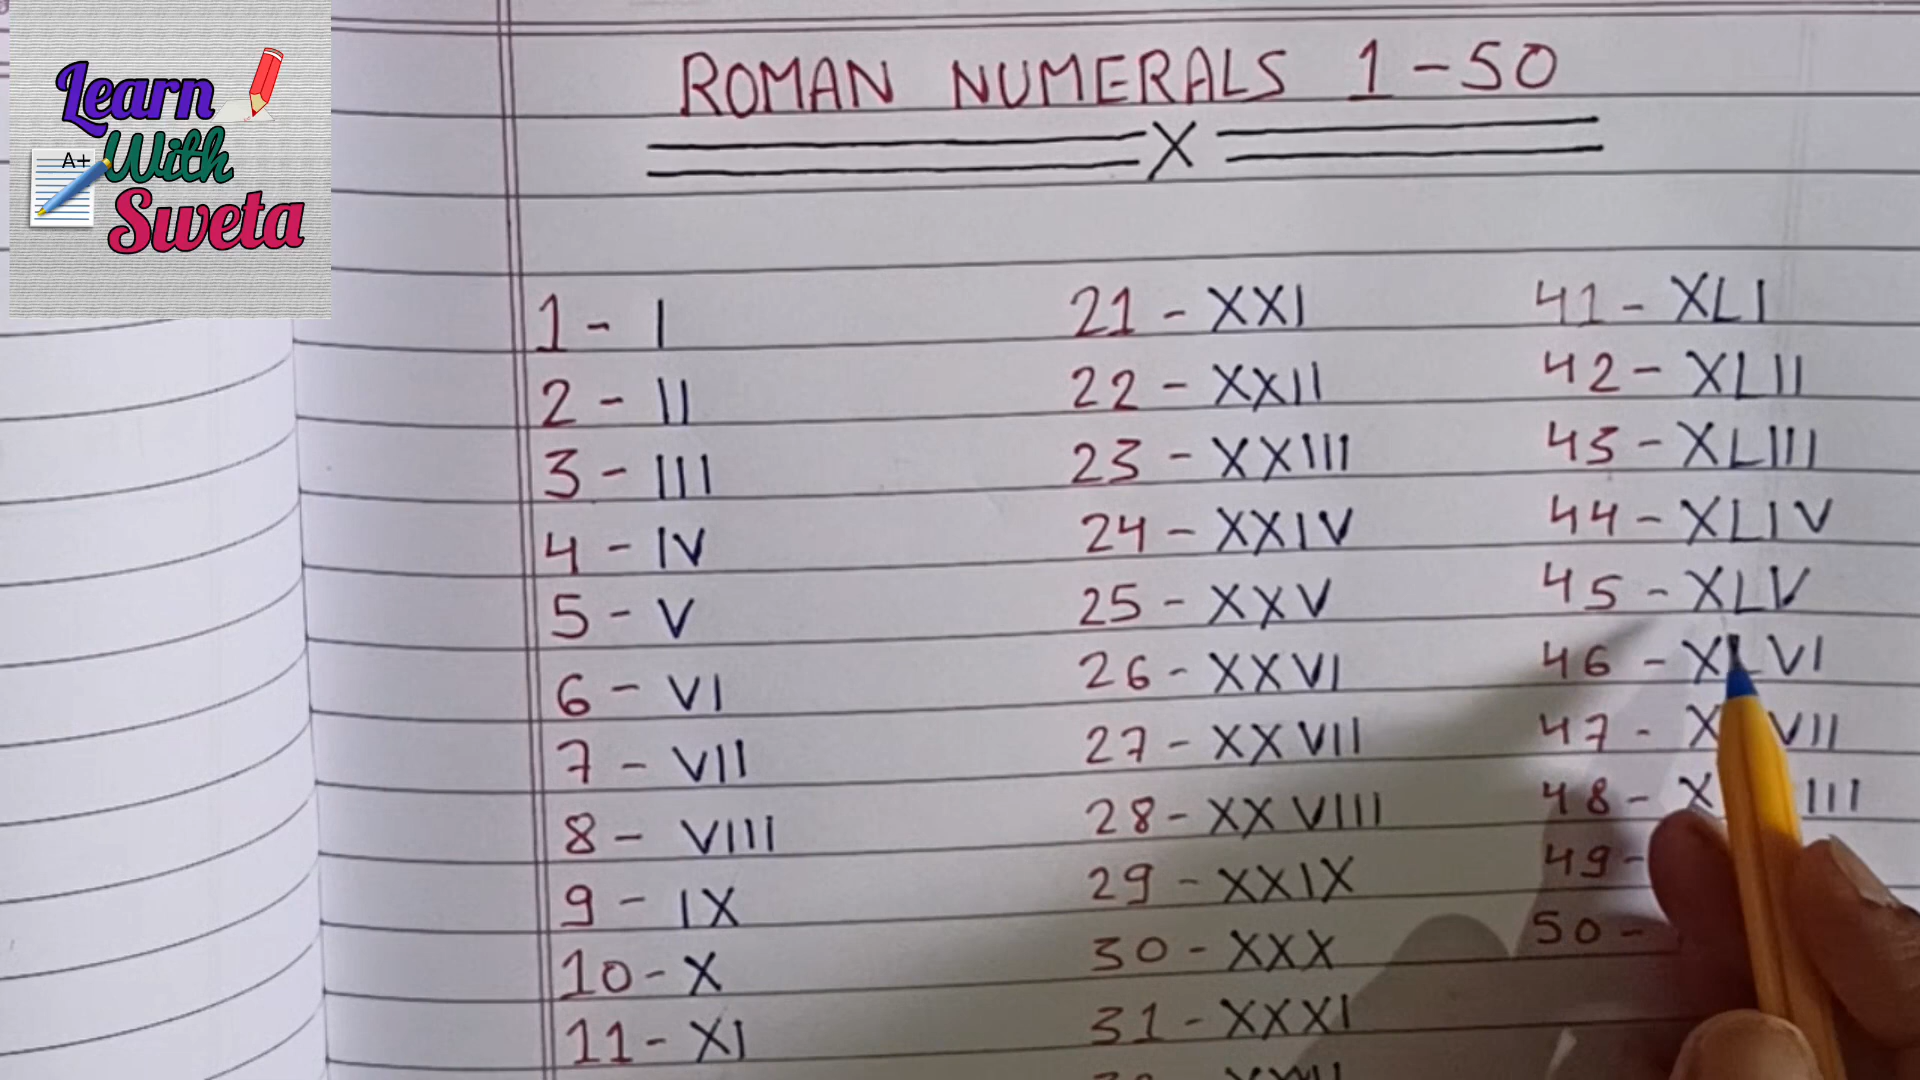 Learn
With
A+
Sweta
ROMAN NUMERALS 1-50
X
1 - I
2 - II
3 - III
4 - IV
5 - V
6 - VI
7 - VII
8 - VIII
9 - IX
10 - X
11 - XI
21 - XXI
22 - XXII
23 - XXIII
24 - XXIV
25 - XXV
26 - XXVI
27 - XXVII
28 - XXVIII
29 - XXIX
30 - XXX
31 - XXXI
41 - XLI
42 - XLII
43 - XLIII
44 - XLIV
45 - XLV
46 - XLVI
47 -
48 -
49 -
50 -